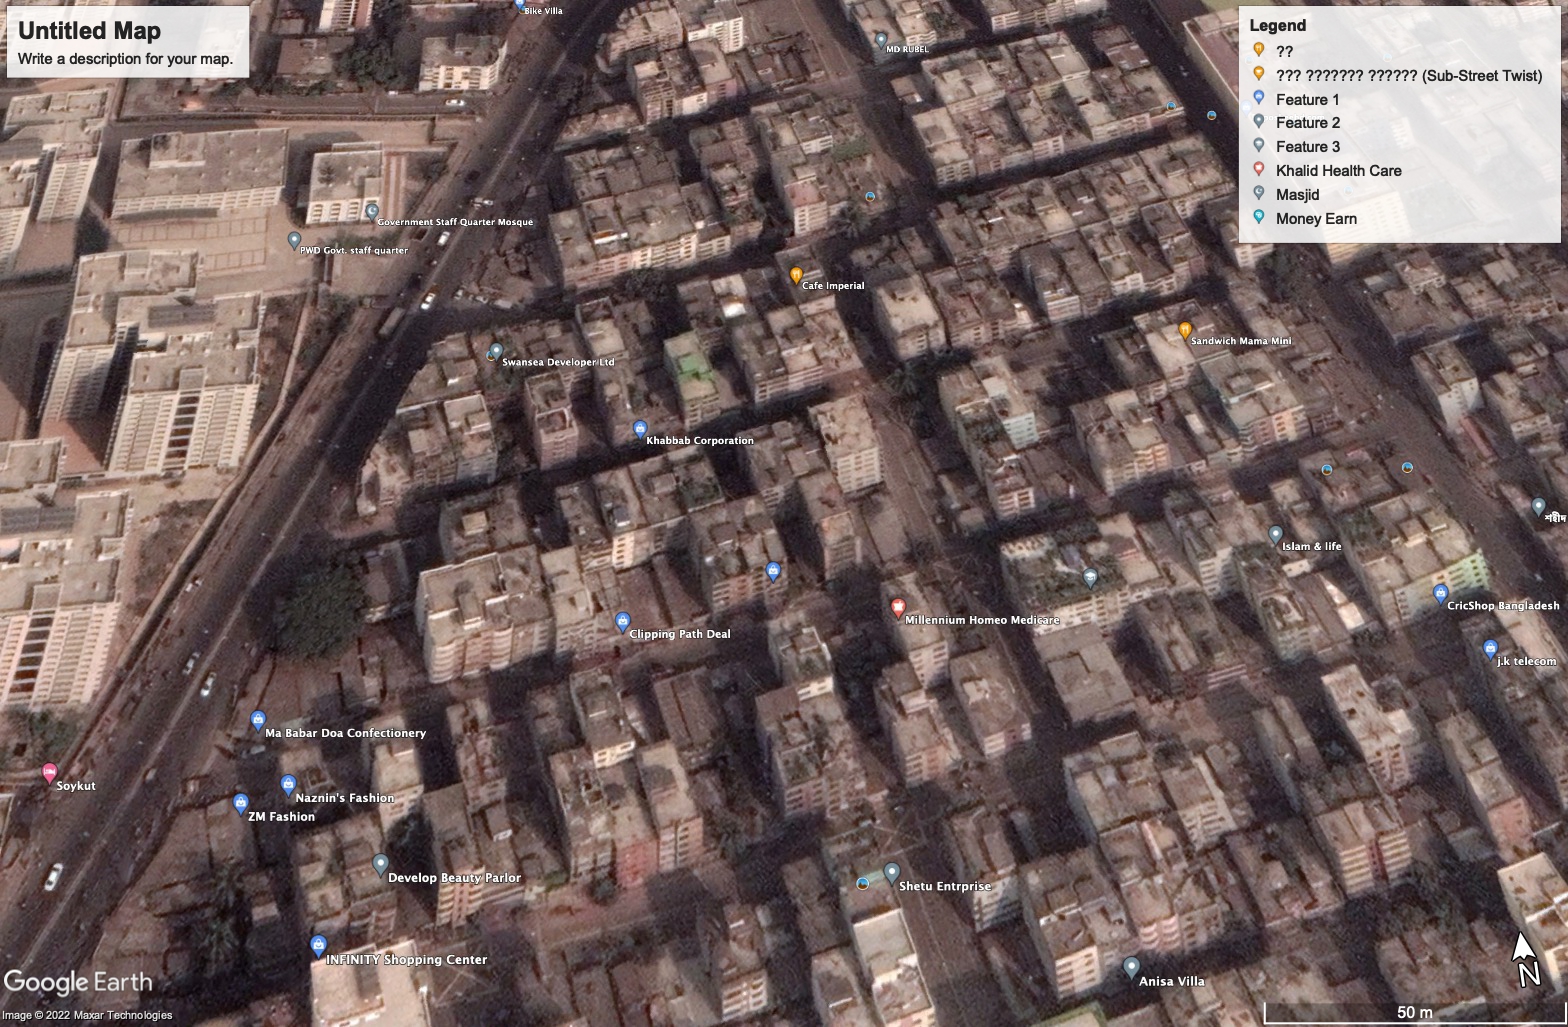 Untitled Map
Write a description for your map.
Legend
??
??? ??????? ?????? (Sub-Street Twist)
Feature 1
Feature 2
Feature 3
Khalid Health Care
Masjid
Money Earn
Bike Villa
MD RUBEL
Government Staff Quarter Mosque
PWD Govt. staff quarter
Cafe Imperial
Sandwich Mama Mini
Swansea Developer Ltd
Khabbab Corporation
শহীদ
Islam & life
CricShop Bangladesh
Millennium Homeo Medicare
Clipping Path Deal
j.k telecom
Ma Babar Doa Confectionery
Soykut
Naznin's Fashion
ZM Fashion
Develop Beauty Parlor
Shetu Entrprise
INFINITY Shopping Center
Anisa Villa
N
Google Earth
Image © 2022 Maxar Technologies
50 m